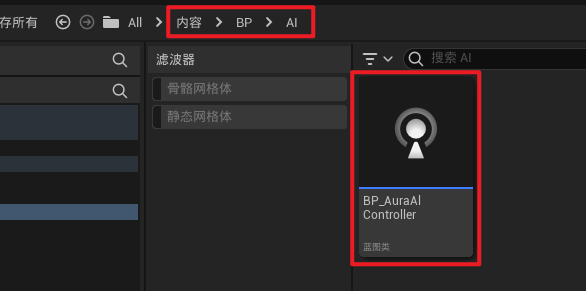 存所有
All
内容
BP
AI
滤波器
骨骼网格体
静态网格体
搜索 AI
BP_AuraAI
Controller
蓝图类